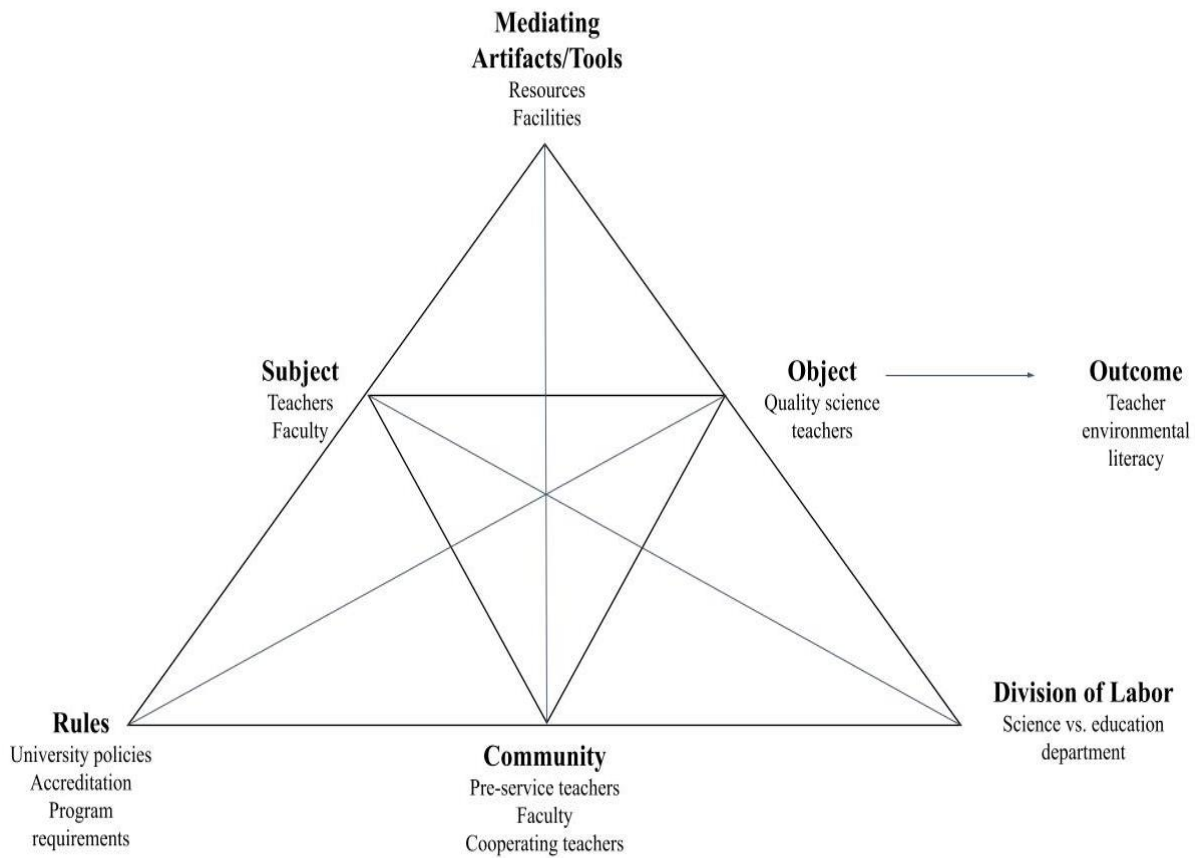 Mediating
Artifacts/Tools
Resources
Facilities
Subject
Teachers
Faculty
Object
Quality science
teachers
Outcome
Teacher
environmental
literacy
Rules
University policies
Accreditation
Program
requirements
Community
Pre-service teachers
Faculty
Cooperating teachers
Division of Labor
Science vs. education
department